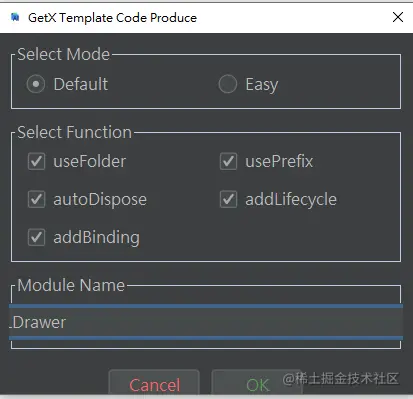 GetX Template Code Produce
Select Mode
Default Easy
Select Function
useFolder usePrefix
autoDispose addLifecycle
addBinding
Module Name
.Drawer
Cancel OK
@稀土掘金技术社区